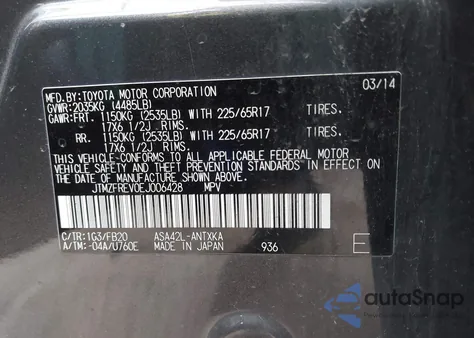 MFD. BY: TOYOTA MOTOR CORPORATION 03/14
GVWR: 2035KG (4485LB)
GAWR: FRT. 1150KG (2535LB) WITH 225/65R17 TIRES,
17X6 1/2J RIMS.
RR. 1150KG (2535LB) WITH 225/65R17 TIRES,
17X6 1/2J RIMS.
THIS VEHICLE CONFORMS TO ALL APPLICABLE FEDERAL MOTOR
VEHICLE SAFETY AND THEFT PREVENTION STANDARDS IN EFFECT ON
THE DATE OF MANUFACTURE SHOWN ABOVE.
JTMZFREV0EJ006428 MPV
C/TR: 1G3/FB20 ASA42L-ANTXKA
A/TM: -04A/U760E MADE IN JAPAN 936 E
autoSnap